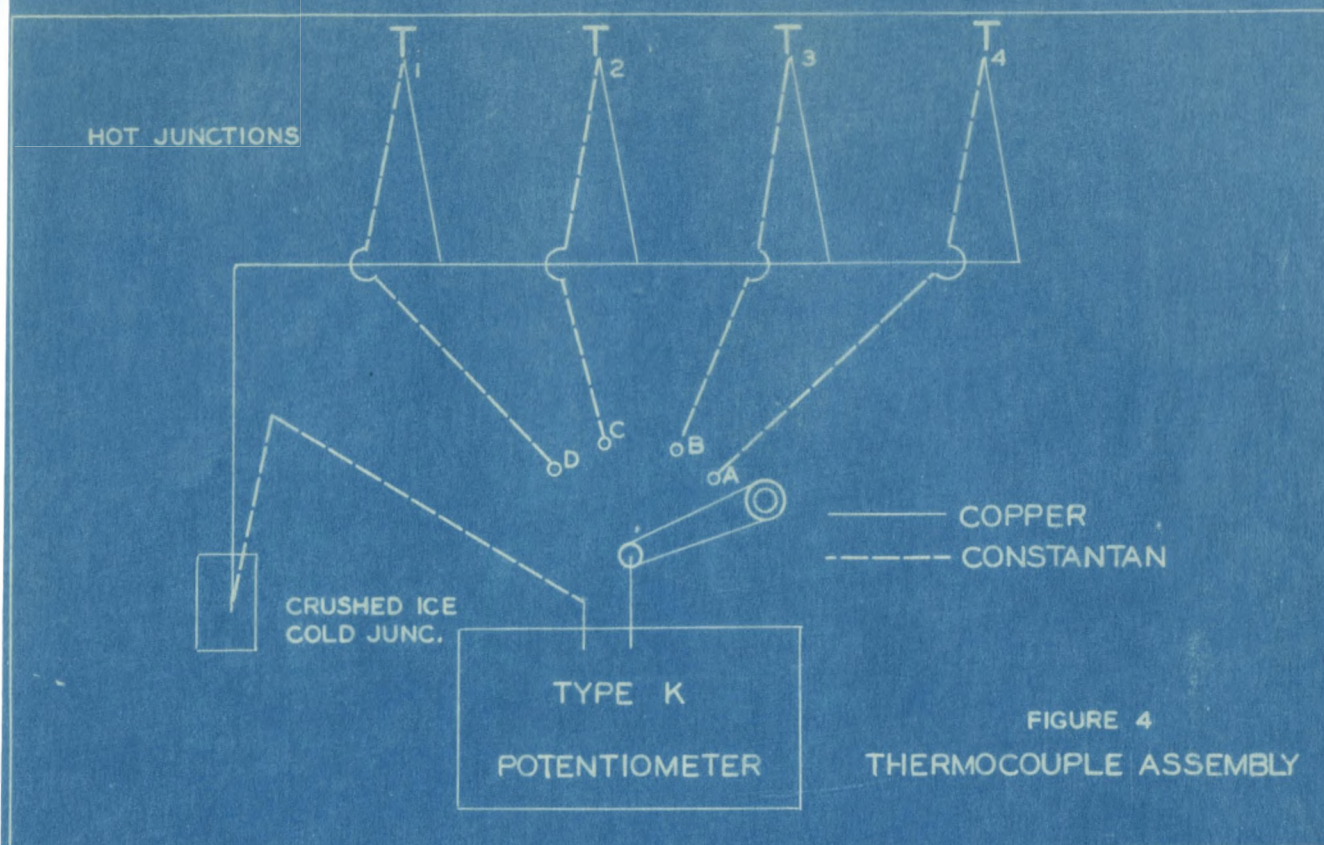 T1 T2 T3 T4
HOT JUNCTIONS
C
D B
A
COPPER
CONSTANTAN
CRUSHED ICE
COLD JUNC.
TYPE K
POTENTIOMETER
FIGURE 4
THERMOCOUPLE ASSEMBLY